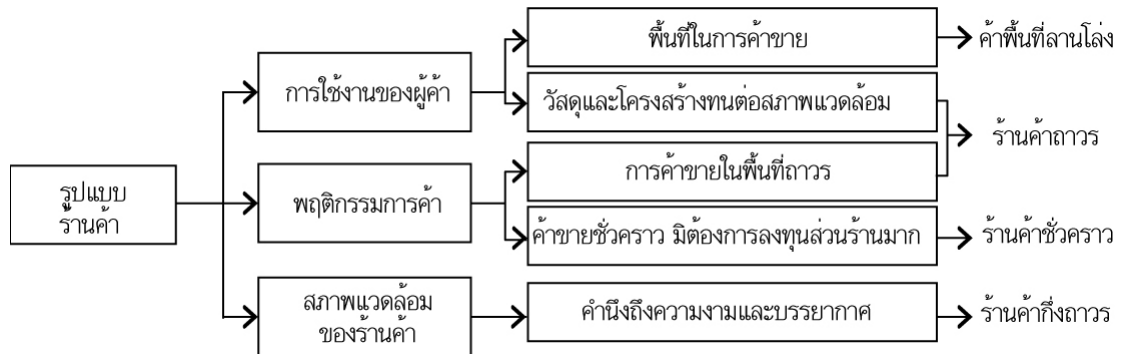 รูปแบบ
ร้านค้า
การใช้งานของผู้ค้า
พฤติกรรมการค้า
สภาพแวดล้อม
ของร้านค้า
พื้นที่ในการค้าขาย
วัสดุและโครงสร้างทนต่อสภาพแวดล้อม
การค้าขายในพื้นที่ถาวร
ค้าขายชั่วคราว มิต้องการลงทุนส่วนร้านมาก
คำนึงถึงความงามและบรรยากาศ
ค้าพื้นที่ลานโล่ง
ร้านค้าถาวร
ร้านค้าชั่วคราว
ร้านค้ากึ่งถาวร